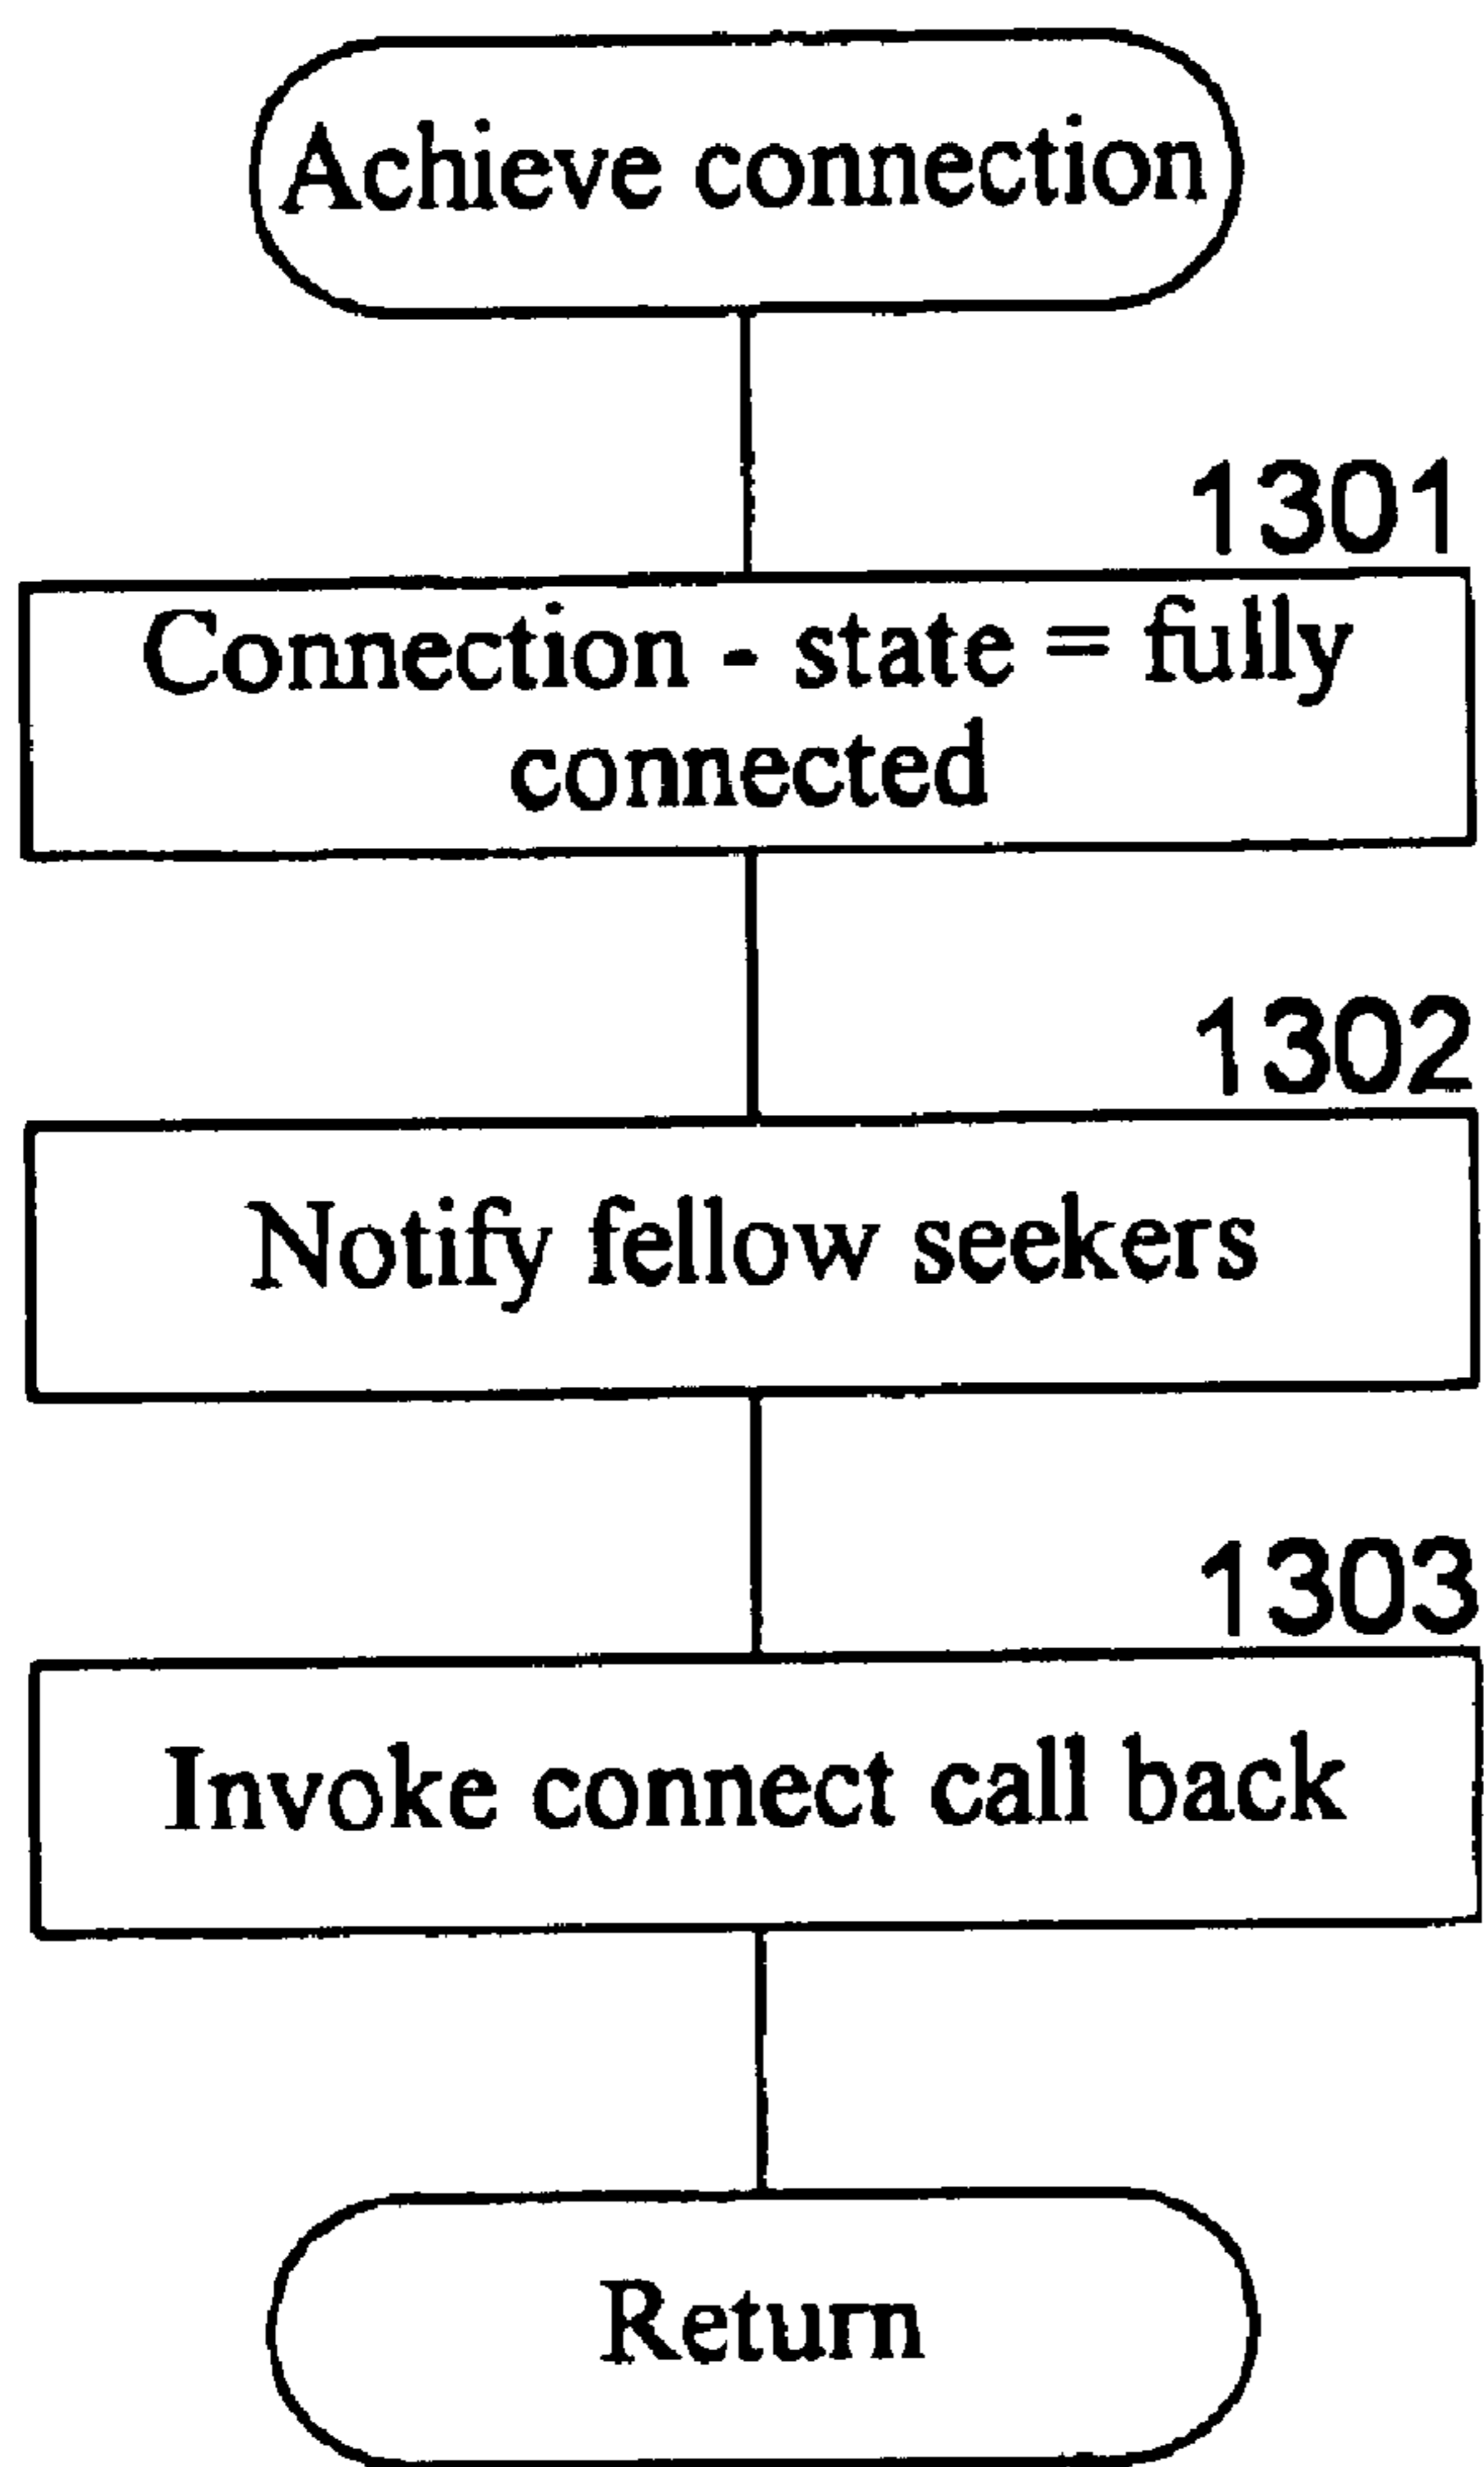 Achieve connection
1301
Connection - state = fully
connected
1302
Notify fellow seekers
1303
Invoke connect call back
Return